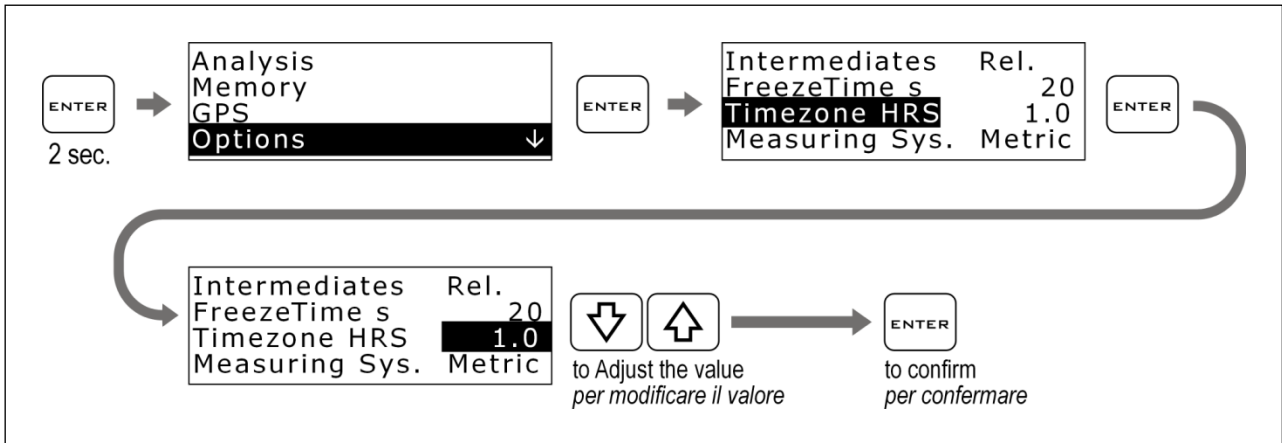 ENTER
2 sec.
Analysis
Memory
GPS
Options ↓
ENTER
Intermediates Rel.
FreezeTime s 20
Timezone HRS 1.0
Measuring Sys. Metric
ENTER
Intermediates Rel.
FreezeTime s 20
Timezone HRS 1.0
Measuring Sys. Metric
to Adjust the value
per modificare il valore
ENTER
to confirm
per confermare